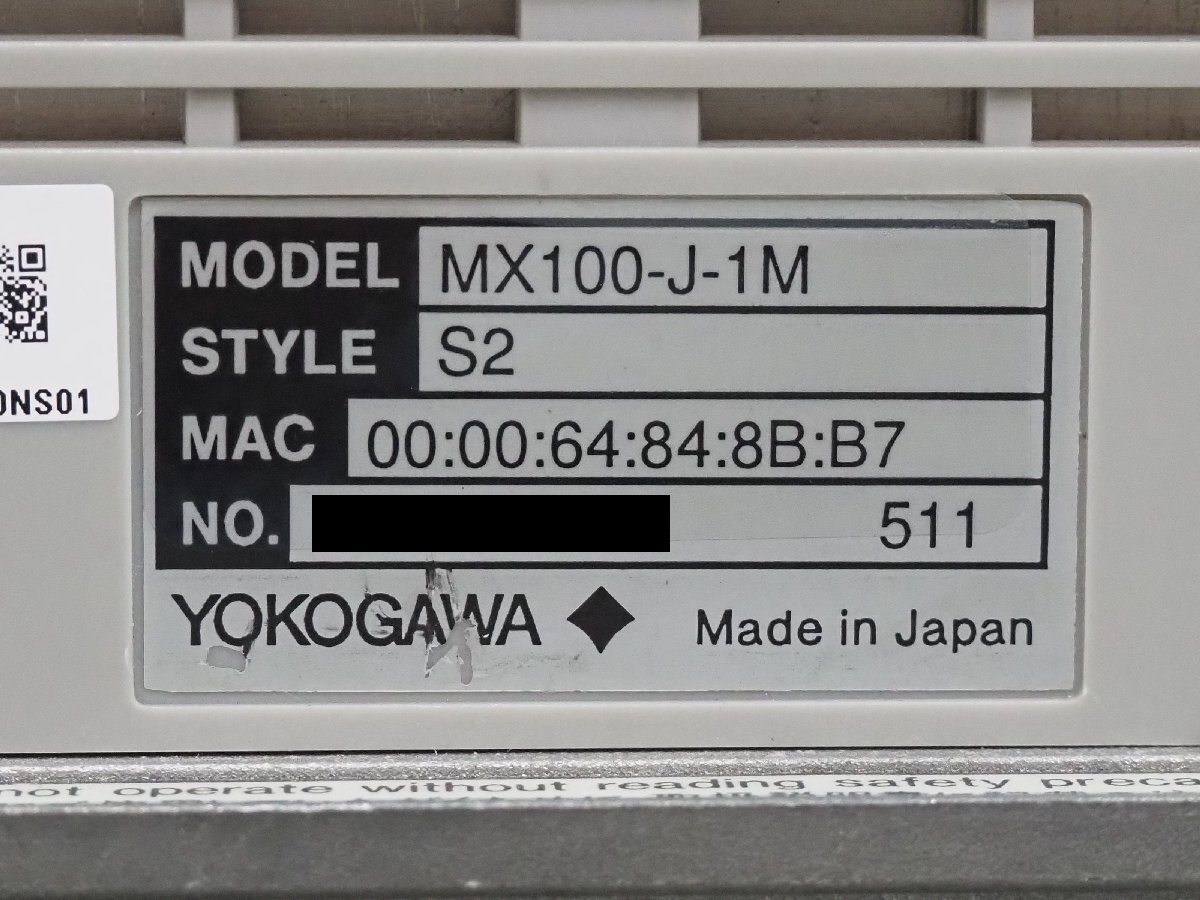 MODEL MX100-J-1M
STYLE S2
MAC 00:00:64:84:8B:B7
NO. 511
YOKOGAWA ◆ Made in Japan
0NS01
not operate without reading safety preca